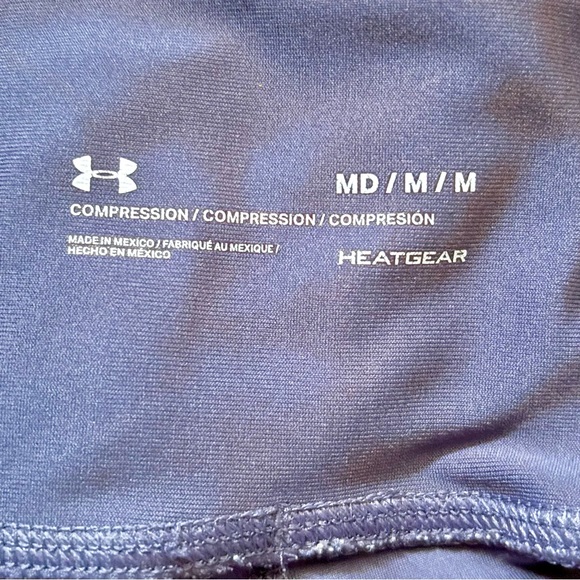 MD / M / M
COMPRESSION / COMPRESSION / COMPRESIÓN
MADE IN MEXICO / FABRIQUÉ AU MEXIQUE /
HECHO EN MÉXICO
HEATGEAR